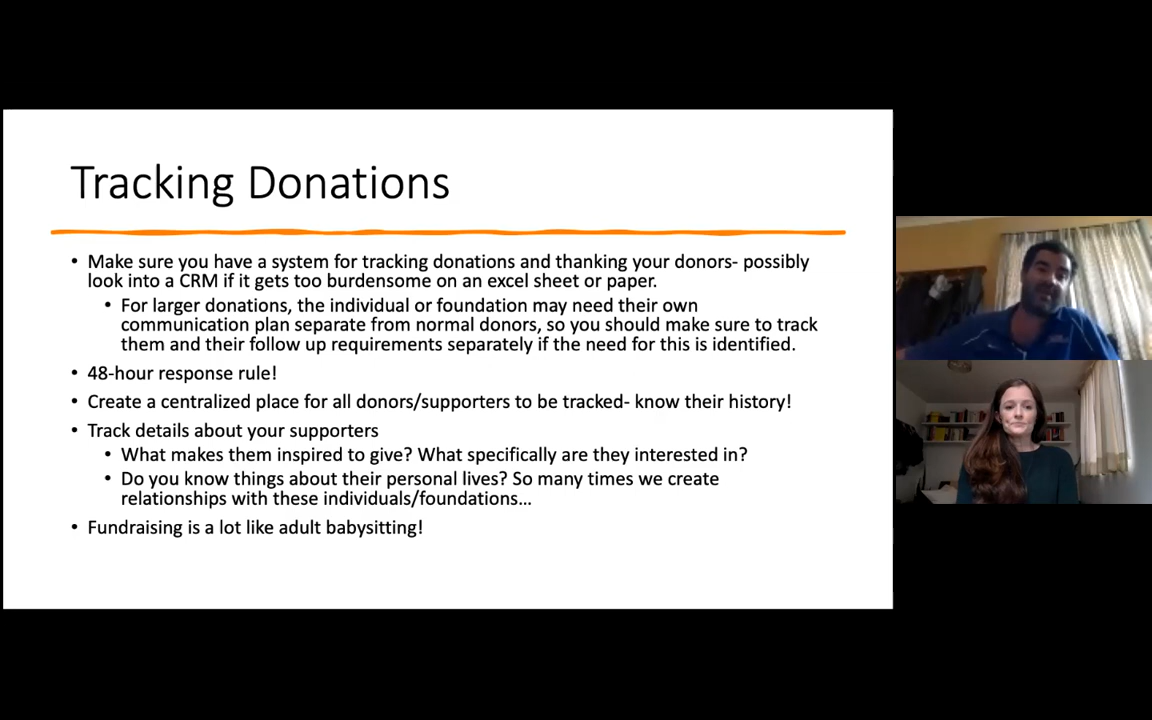 Tracking Donations
• Make sure you have a system for tracking donations and thanking your donors- possibly
look into a CRM if it gets too burdensome on an excel sheet or paper.
• For larger donations, the individual or foundation may need their own
communication plan separate from normal donors, so you should make sure to track
them and their follow up requirements separately if the need for this is identified.
• 48-hour response rule!
• Create a centralized place for all donors/supporters to be tracked- know their history!
• Track details about your supporters
• What makes them inspired to give? What specifically are they interested in?
• Do you know things about their personal lives? So many times we create
relationships with these individuals/foundations...
• Fundraising is a lot like adult babysitting!